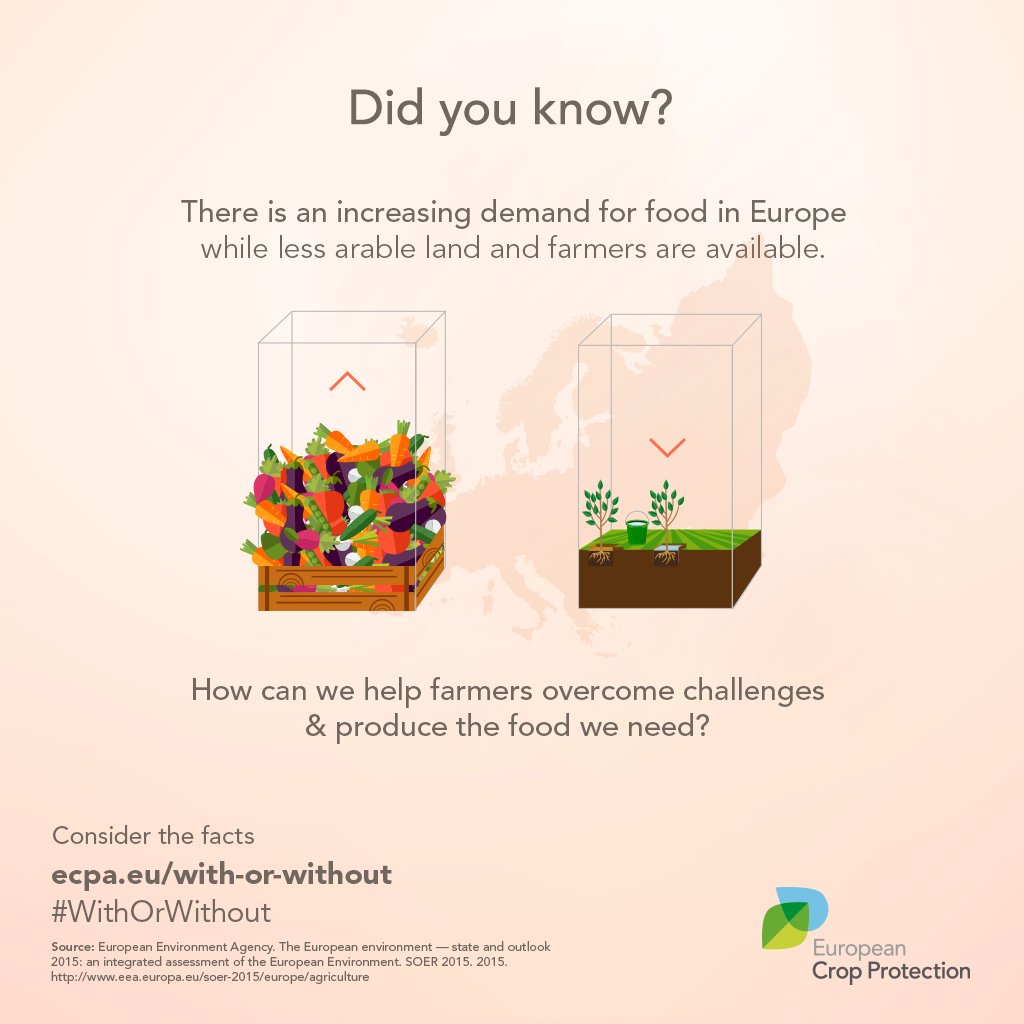 Did you know?
There is an increasing demand for food in Europe
while less arable land and farmers are available.
How can we help farmers overcome challenges
& produce the food we need?
Consider the facts
ecpa.eu/with-or-without
#WithOrWithout
Source: European Environment Agency. The European environment — state and outlook
2015: an integrated assessment of the European Environment. SOER 2015. 2015.
http://www.eea.europa.eu/soer-2015/europe/agriculture
European
Crop Protection